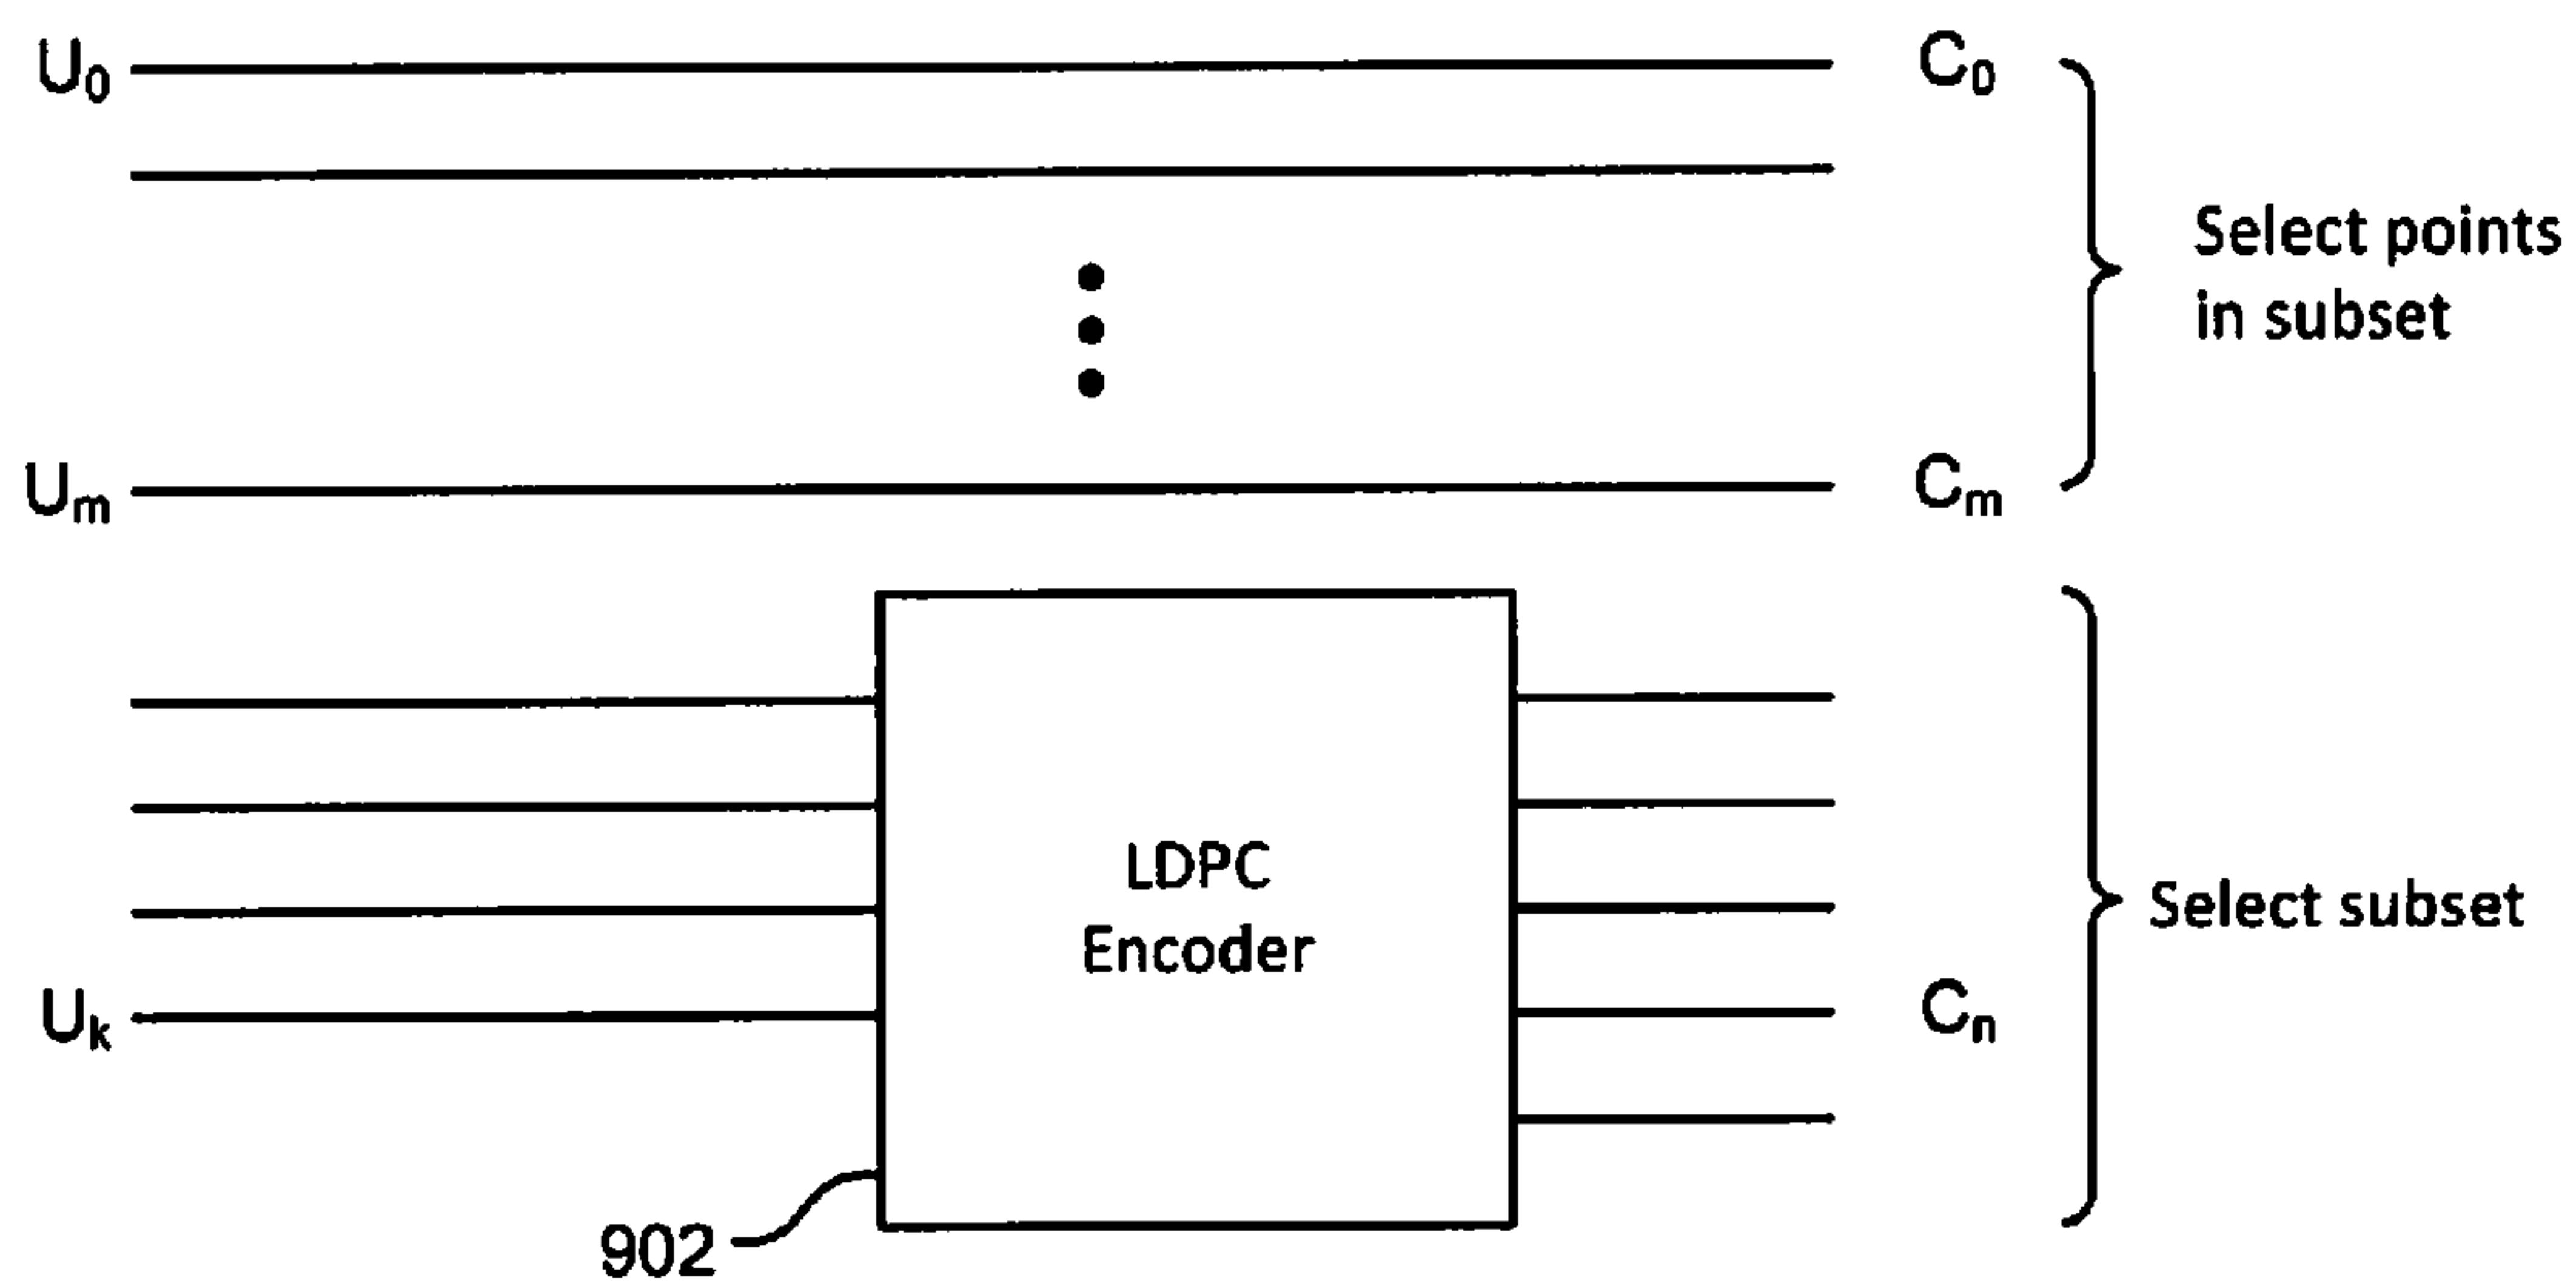 U0
C0
Select points
in subset
Um
Cm
LDPC
Encoder
Select subset
Uk
Cn
902